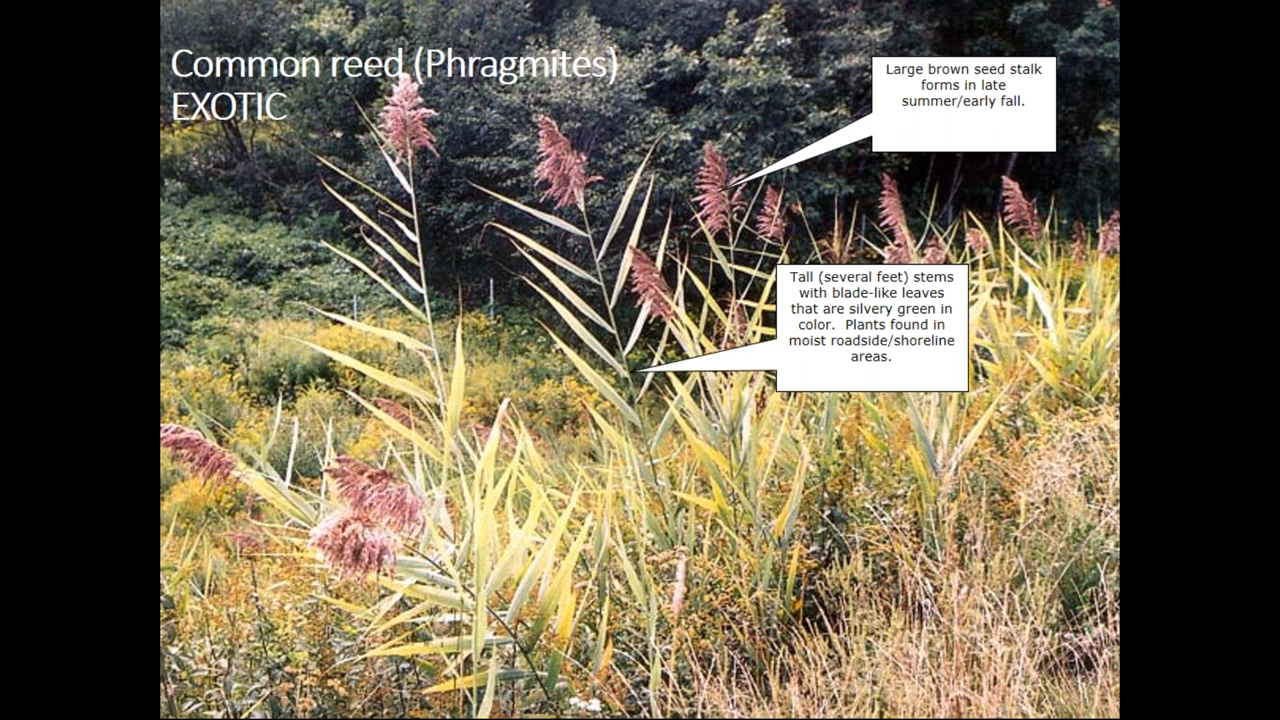 Common reed (Phragmites)
EXOTIC
Large brown seed stalk
forms in late
summer/early fall.
Tall (several feet) stems
with blade-like leaves
that are silvery green in
color.  Plants found in
moist roadside/shoreline
areas.